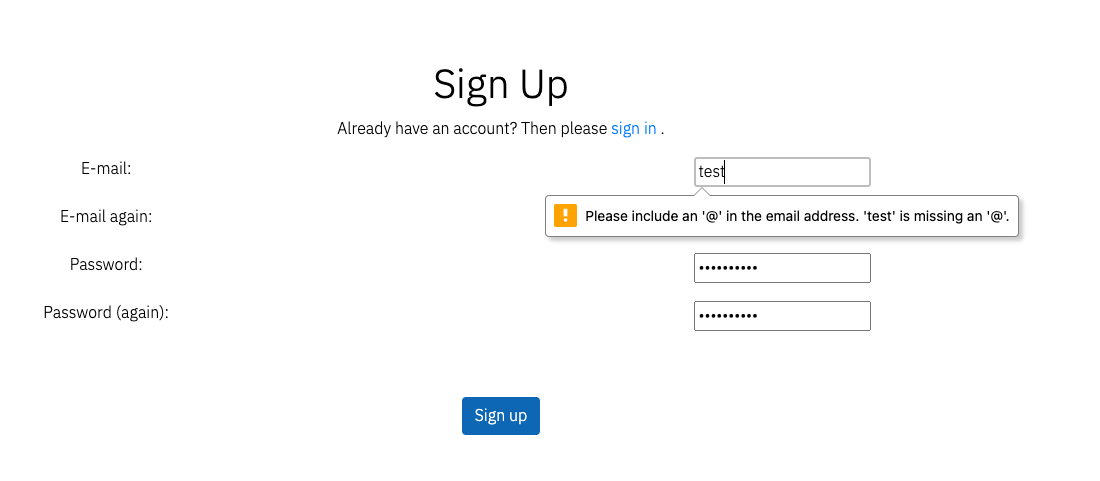 Sign Up
Already have an account? Then please sign in .
E-mail:
test
E-mail again:
Please include an '@' in the email address. 'test' is missing an '@'.
Password:
••••••••••
Password (again):
••••••••••
Sign up